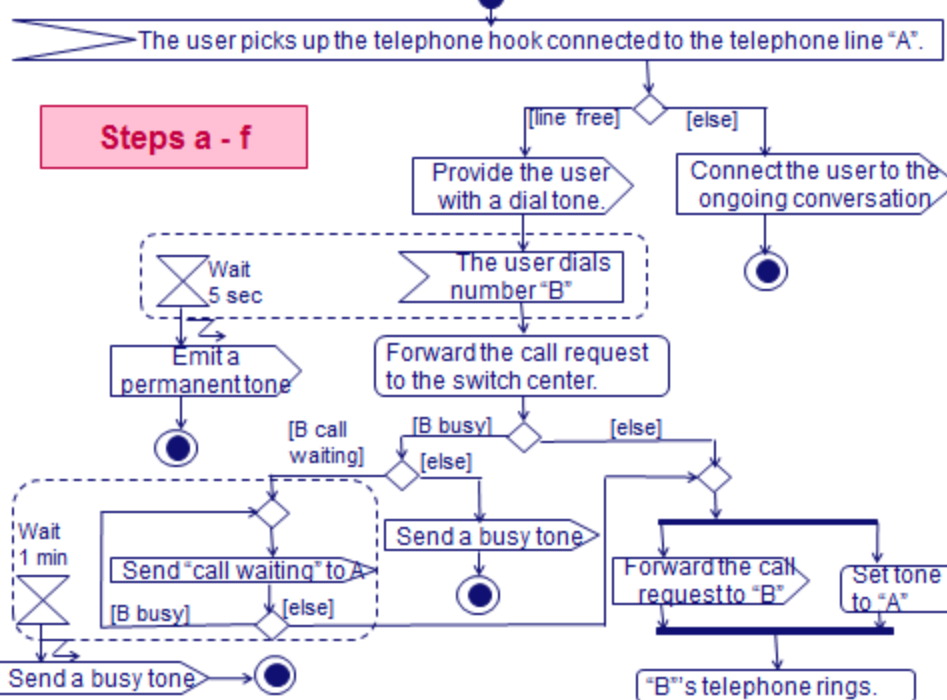 The user picks up the telephone hook connected to the telephone line “A”.
Steps a - f
[line free]
[else]
Provide the user
with a dial tone.
Connect the user to the
ongoing conversation
Wait
5 sec
The user dials
number “B”
Emit a
permanent tone
Forward the call request
to the switch center.
[B busy]
[else]
[B call
waiting]
[else]
Wait
1 min
Send a busy tone
Send “call waiting” to A
[B busy]
[else]
Forward the call
request to “B”
Set tone
to “A”
Send a busy tone
“B”’s telephone rings.